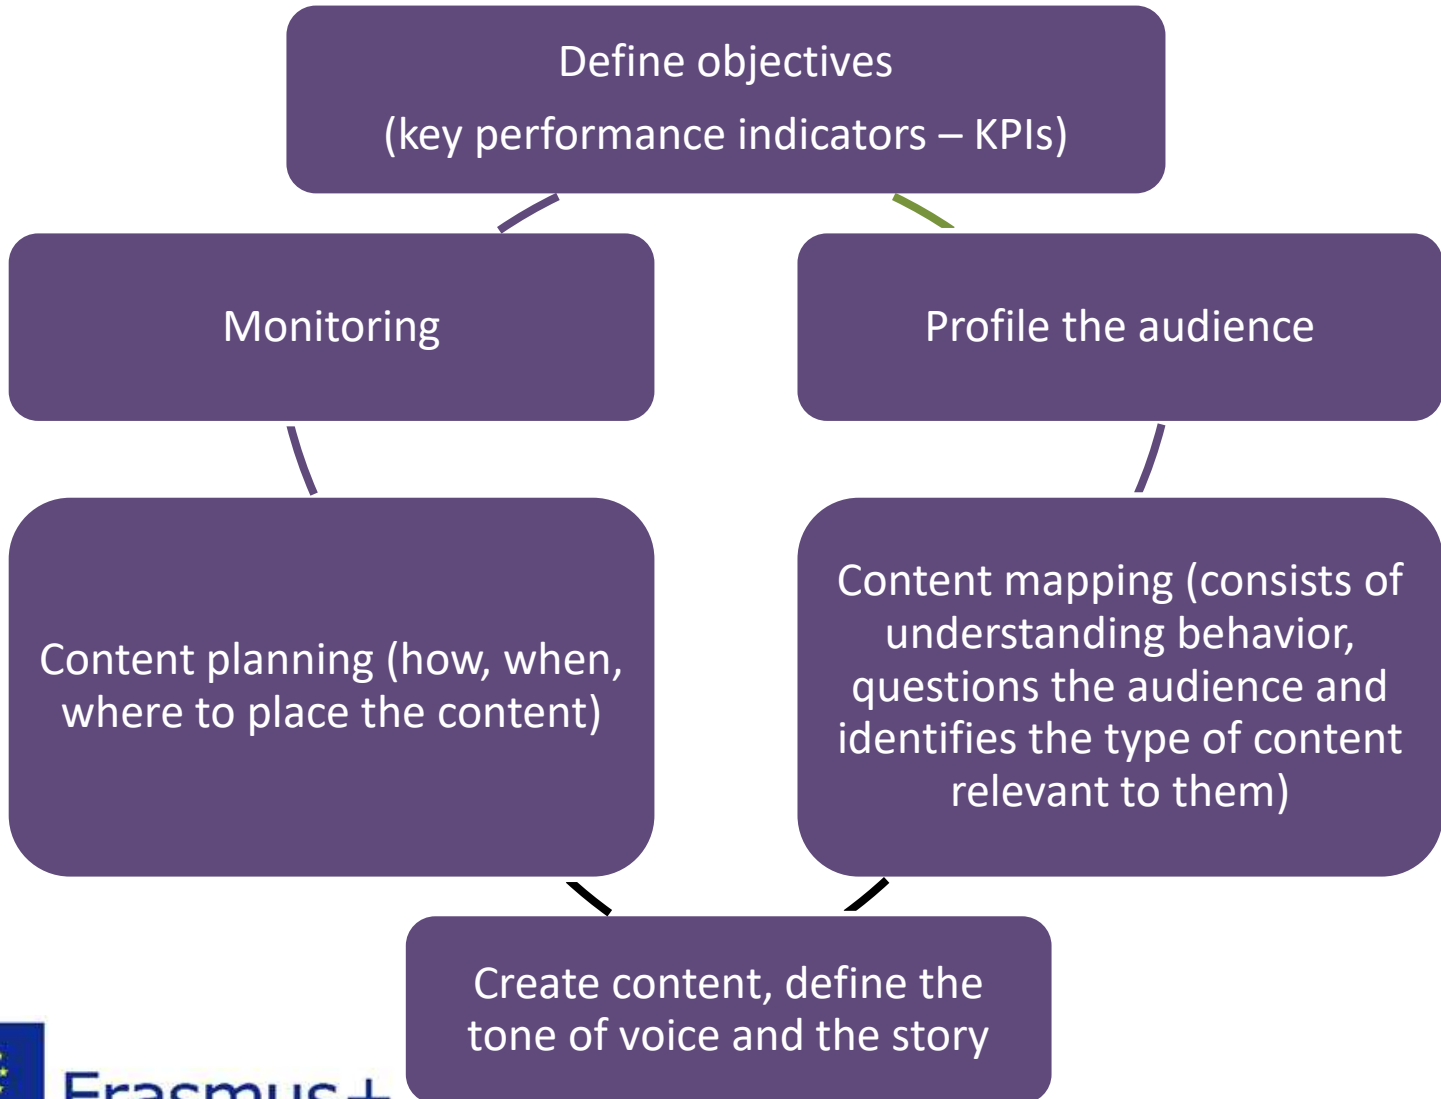 Define objectives
(key performance indicators – KPIs)
Monitoring
Profile the audience
Content planning (how, when,
where to place the content)
Content mapping (consists of
understanding behavior,
questions the audience and
identifies the type of content
relevant to them)
Create content, define the
tone of voice and the story
Erasmus+